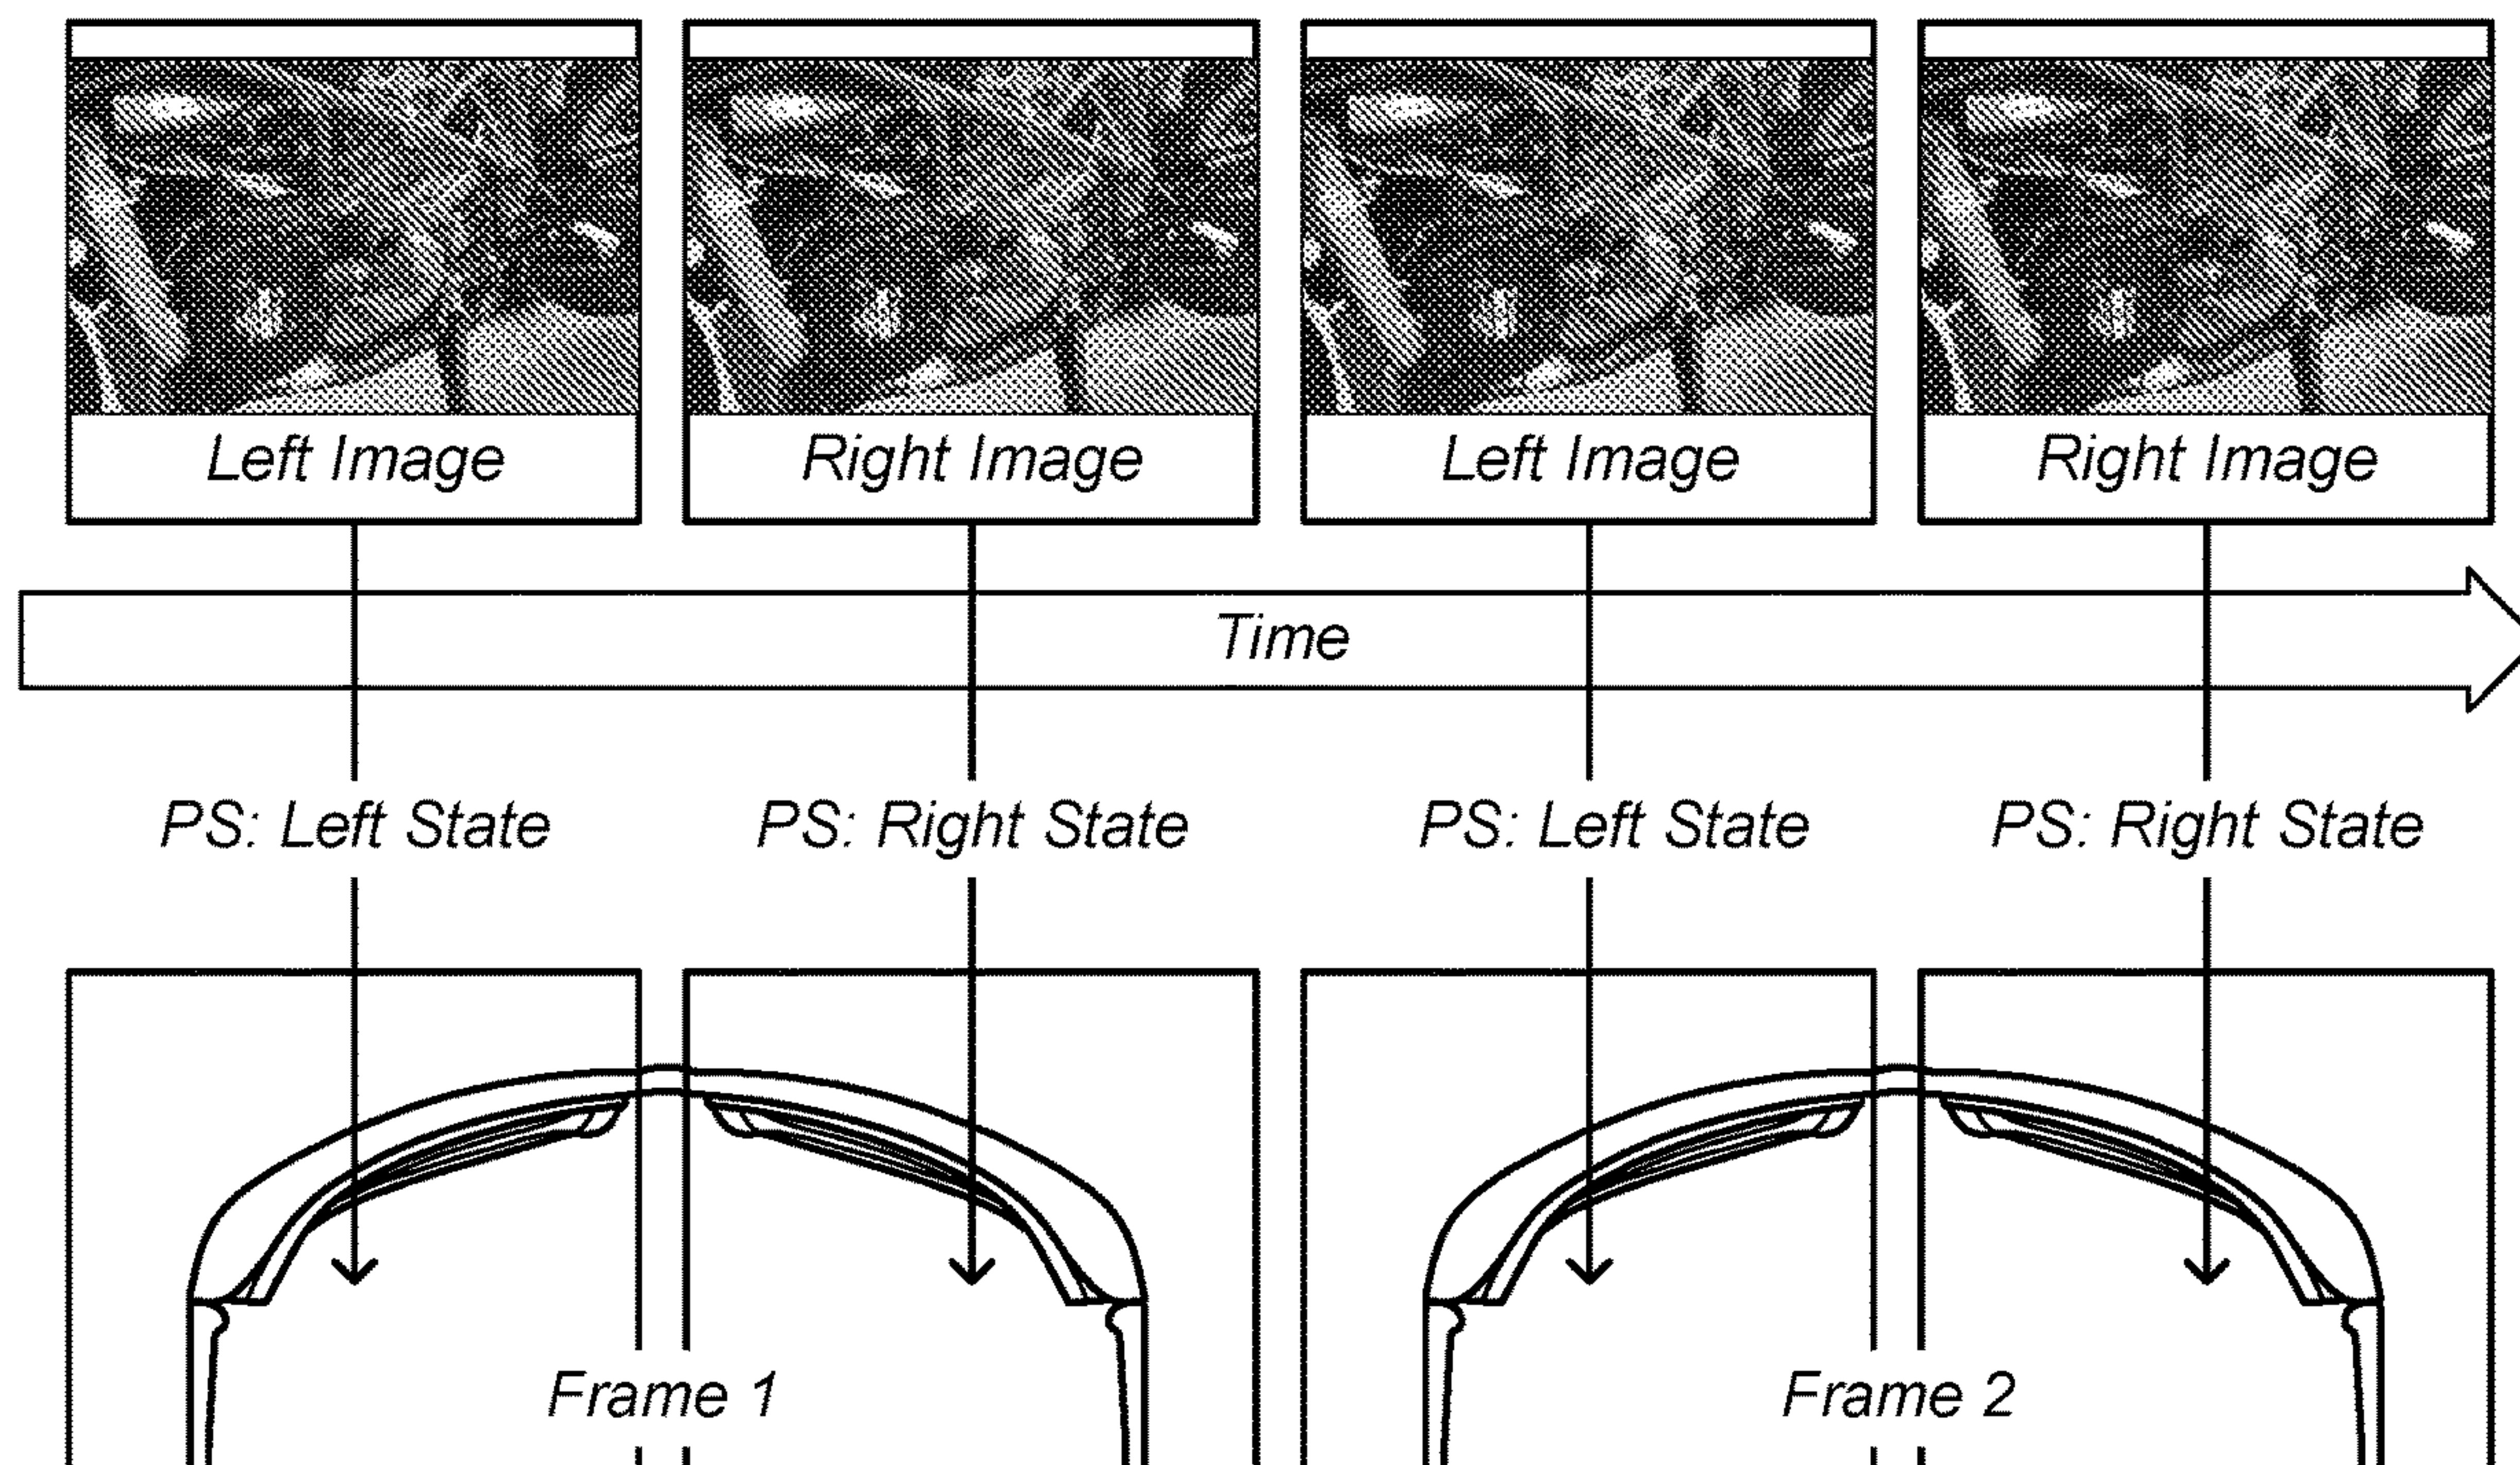 Left Image
Right Image
Left Image
Right Image
Time
PS: Left State
PS: Right State
PS: Left State
PS: Right State
Frame 1
Frame 2